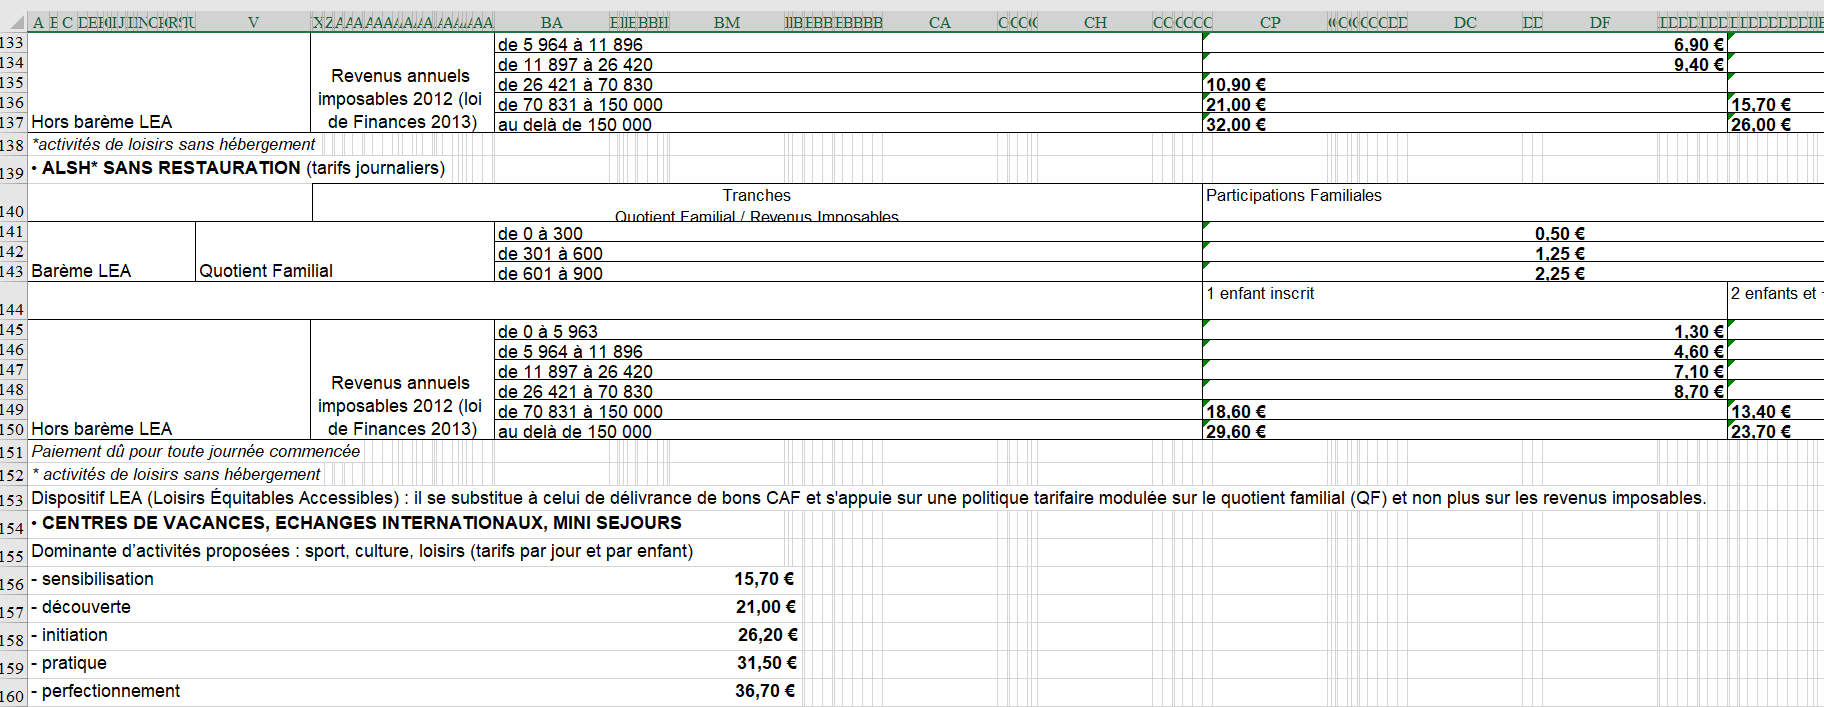 133 de 5 964 à 11 896 6,90 €
134 de 11 897 à 26 420 9,40 €
135 Revenus annuels de 26 421 à 70 830 10,90 €
136 imposables 2012 (loi de 70 831 à 150 000 21,00 € 15,70 €
137 Hors barème LEA de Finances 2013) au delà de 150 000 32,00 € 26,00 €
138 *activités de loisirs sans hébergement
139 • ALSH* SANS RESTAURATION (tarifs journaliers)
Tranches Participations Familiales
140 Quotient Familial / Revenus Imposables
141 de 0 à 300 0,50 €
142 de 301 à 600 1,25 €
143 Barème LEA Quotient Familial de 601 à 900 2,25 €
144 1 enfant inscrit 2 enfants et
145 de 0 à 5 963 1,30 €
146 de 5 964 à 11 896 4,60 €
147 de 11 897 à 26 420 7,10 €
148 Revenus annuels de 26 421 à 70 830 8,70 €
149 imposables 2012 (loi de 70 831 à 150 000 18,60 € 13,40 €
150 Hors barème LEA de Finances 2013) au delà de 150 000 29,60 € 23,70 €
151 Paiement dû pour toute journée commencée
152 * activités de loisirs sans hébergement
153 Dispositif LEA (Loisirs Équitables Accessibles) : il se substitue à celui de délivrance de bons CAF et s'appuie sur une politique tarifaire modulée sur le quotient familial (QF) et non plus sur les revenus imposables.
154 • CENTRES DE VACANCES, ECHANGES INTERNATIONAUX, MINI SEJOURS
155 Dominante d'activités proposées : sport, culture, loisirs (tarifs par jour et par enfant)
156 - sensibilisation 15,70 €
157 - découverte 21,00 €
158 - initiation 26,20 €
159 - pratique 31,50 €
160 - perfectionnement 36,70 €